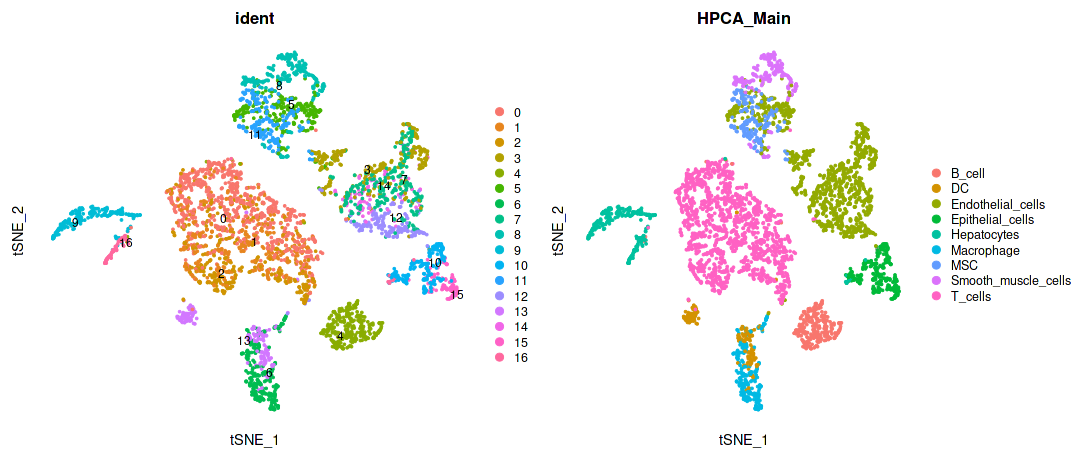 ident
8
5
11
3
7
14
12
0
1
2
9
16
10
15
4
13
6
tSNE_2
tSNE_1
0
1
2
3
4
5
6
7
8
9
10
11
12
13
14
15
16
HPCA_Main
tSNE_2
tSNE_1
B_cell
DC
Endothelial_cells
Epithelial_cells
Hepatocytes
Macrophage
MSC
Smooth_muscle_cells
T_cells